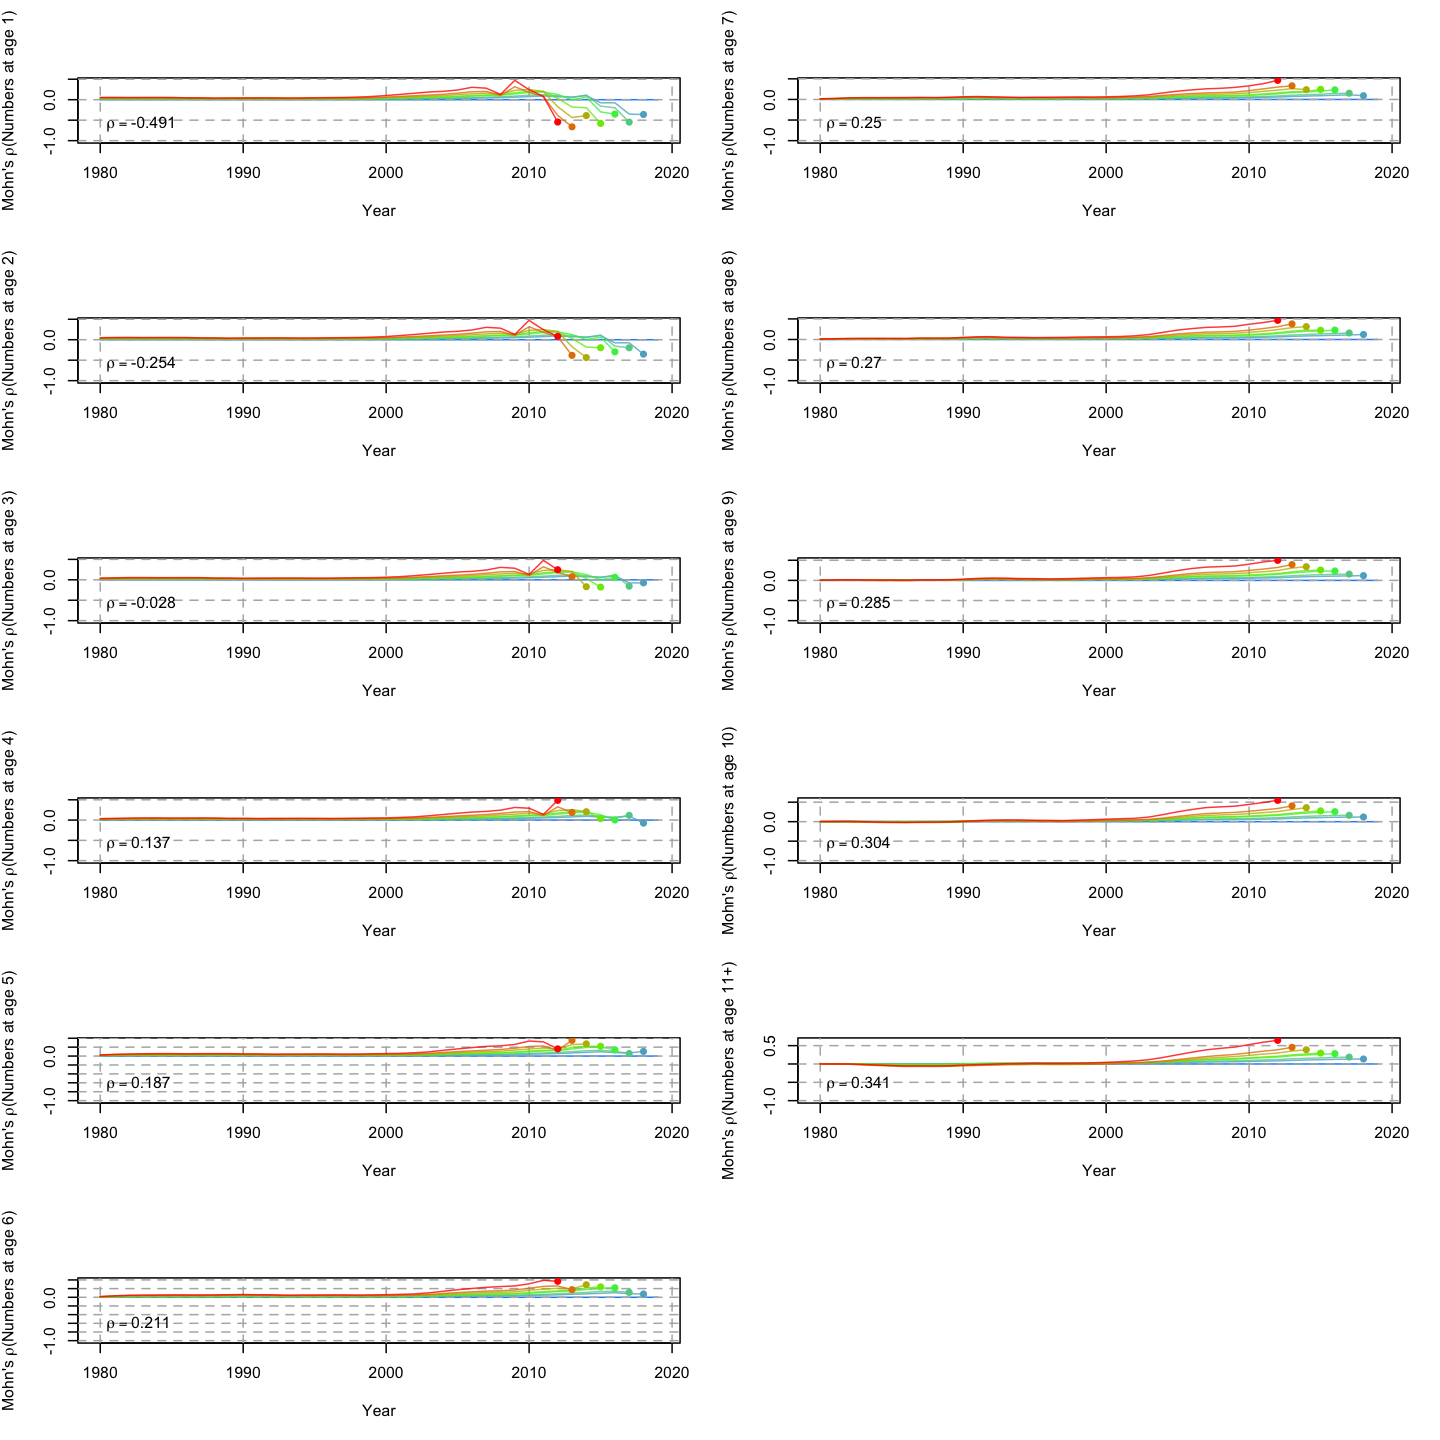 Mohn's ρ(Numbers at age 1)
0.0
-1.0
ρ = -0.491
1980 1990 2000 2010 2020
Year
Mohn's ρ(Numbers at age 2)
0.0
-1.0
ρ = -0.254
1980 1990 2000 2010 2020
Year
Mohn's ρ(Numbers at age 3)
0.0
-1.0
ρ = -0.028
1980 1990 2000 2010 2020
Year
Mohn's ρ(Numbers at age 4)
0.0
-1.0
ρ = 0.137
1980 1990 2000 2010 2020
Year
Mohn's ρ(Numbers at age 5)
0.0
-1.0
ρ = 0.187
1980 1990 2000 2010 2020
Year
Mohn's ρ(Numbers at age 6)
0.0
-1.0
ρ = 0.211
1980 1990 2000 2010 2020
Year
Mohn's ρ(Numbers at age 7)
0.0
-1.0
ρ = 0.25
1980 1990 2000 2010 2020
Year
Mohn's ρ(Numbers at age 8)
0.0
-1.0
ρ = 0.27
1980 1990 2000 2010 2020
Year
Mohn's ρ(Numbers at age 9)
0.0
-1.0
ρ = 0.285
1980 1990 2000 2010 2020
Year
Mohn's ρ(Numbers at age 10)
0.0
-1.0
ρ = 0.304
1980 1990 2000 2010 2020
Year
Mohn's ρ(Numbers at age 11+)
0.5
-1.0
ρ = 0.341
1980 1990 2000 2010 2020
Year